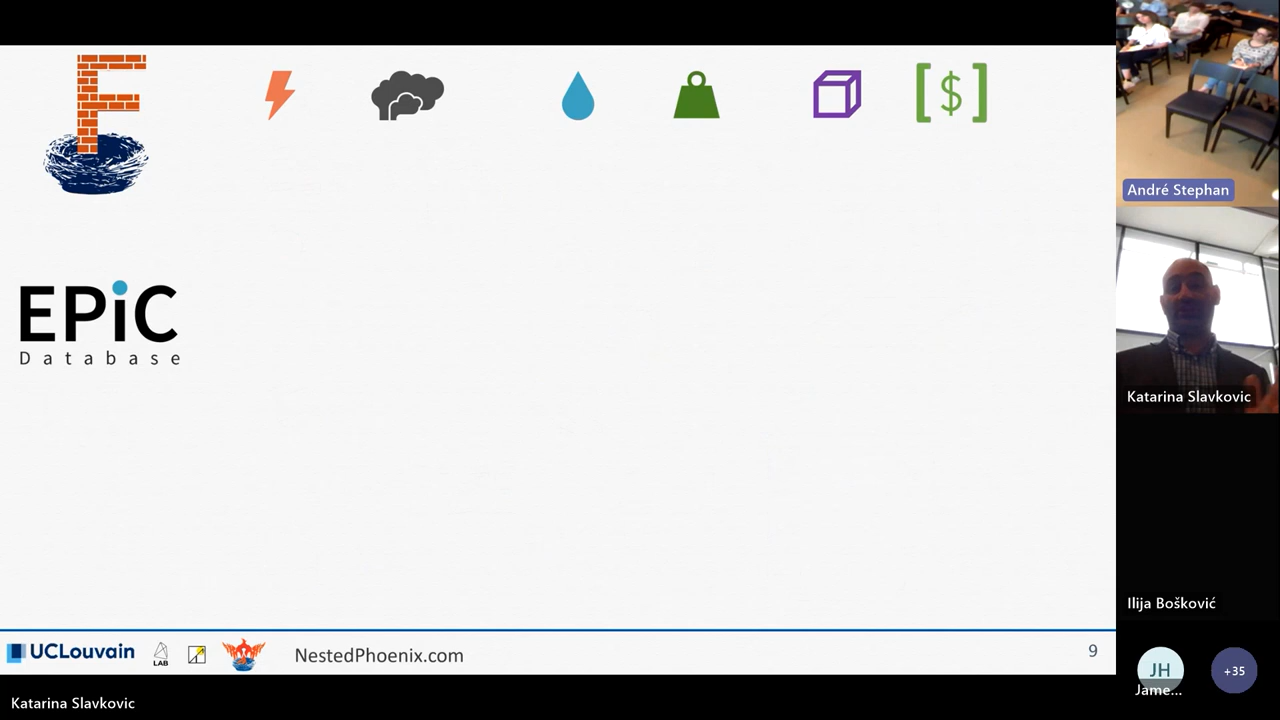 [$]
EPiC
Database
UCLouvain
LAB
NestedPhoenix.com
9
André Stephan
Katarina Slavkovic
Ilija Bošković
JH
Jame...
+35
Katarina Slavkovic